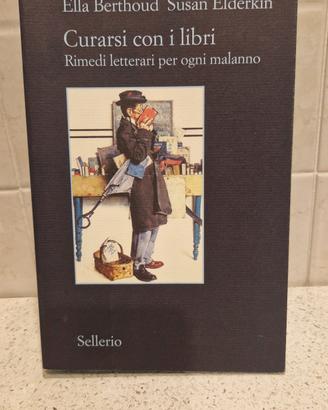 Ella Berthoud Susan Elderkin
Curarsi con i libri
Rimedi letterari per ogni malanno
Sellerio